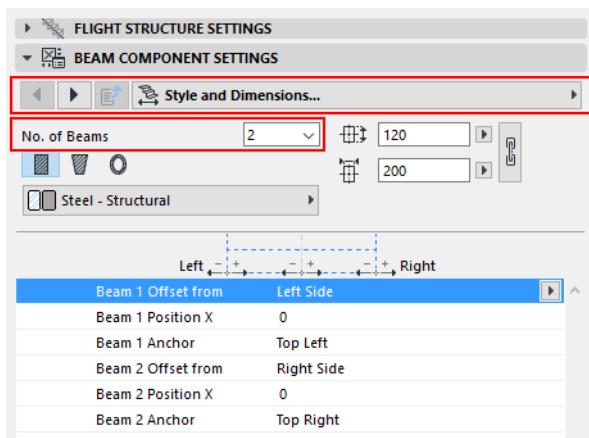 FLIGHT STRUCTURE SETTINGS
BEAM COMPONENT SETTINGS
Style and Dimensions...
No. of Beams 2 120
200
Steel - Structural
Left - + - + - + Right
Beam 1 Offset from Left Side
Beam 1 Position X 0
Beam 1 Anchor Top Left
Beam 2 Offset from Right Side
Beam 2 Position X 0
Beam 2 Anchor Top Right